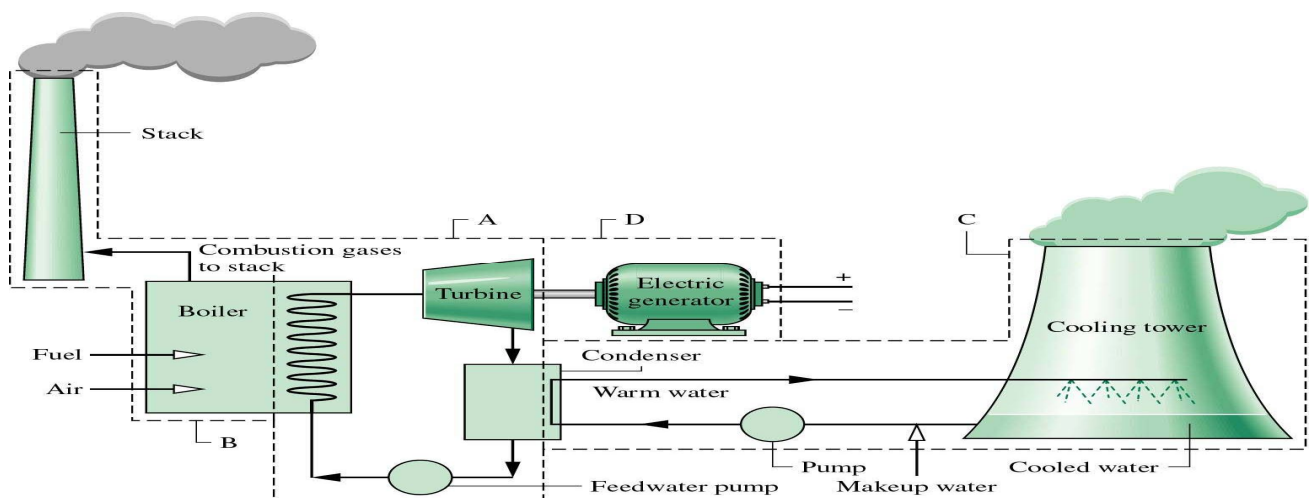 Stack
A
D
C
Combustion gases
to stack
Turbine
Electric
generator
+
−
Boiler
Cooling tower
Fuel
Condenser
Air
Warm water
B
Pump
Cooled water
Feedwater pump
Makeup water